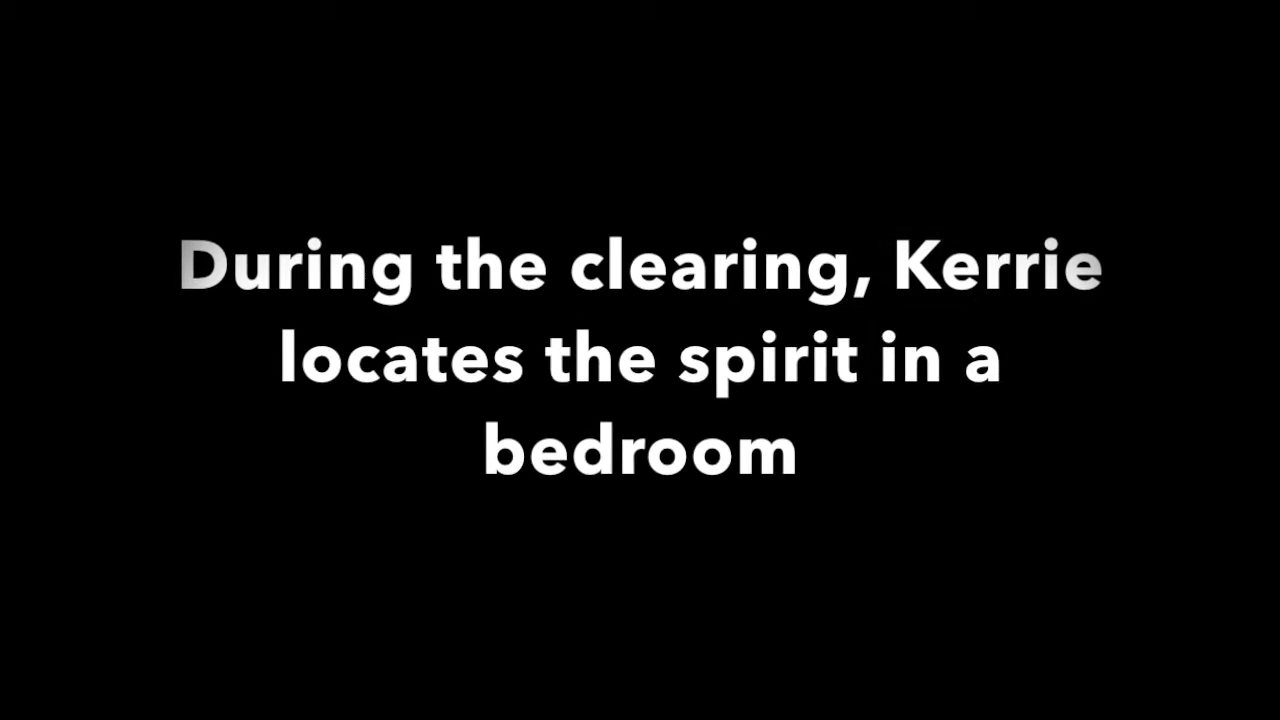 During the clearing, Kerrie
locates the spirit in a
bedroom